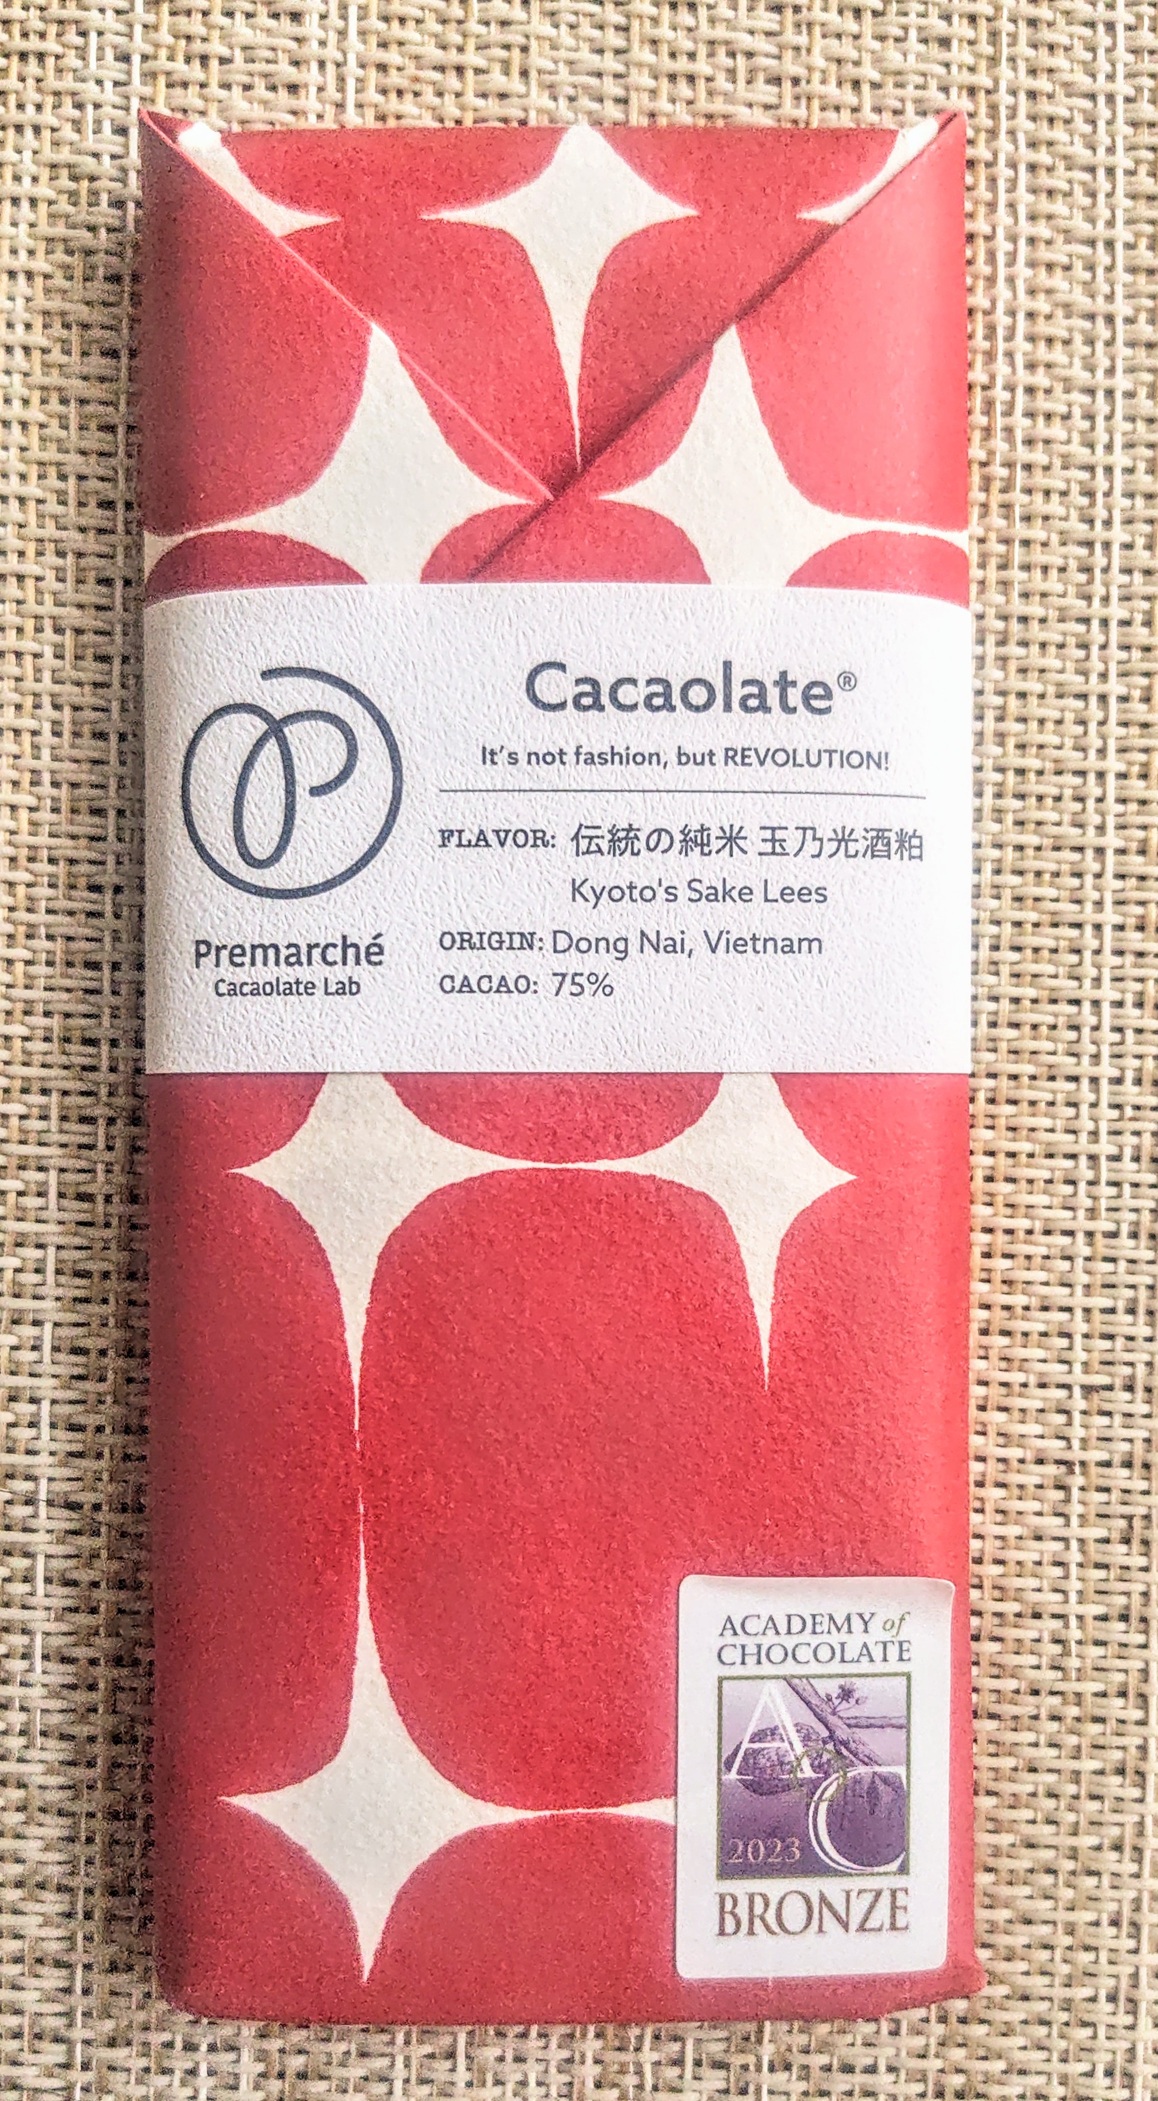 Cacaolate®
It's not fashion, but REVOLUTION!
FLAVOR: 伝統の純米 玉乃光酒粕
Kyoto's Sake Lees
ORIGIN: Dong Nai, Vietnam
CACAO: 75%
Premarché
Cacaolate Lab
ACADEMY of
CHOCOLATE
A
C
2023
BRONZE